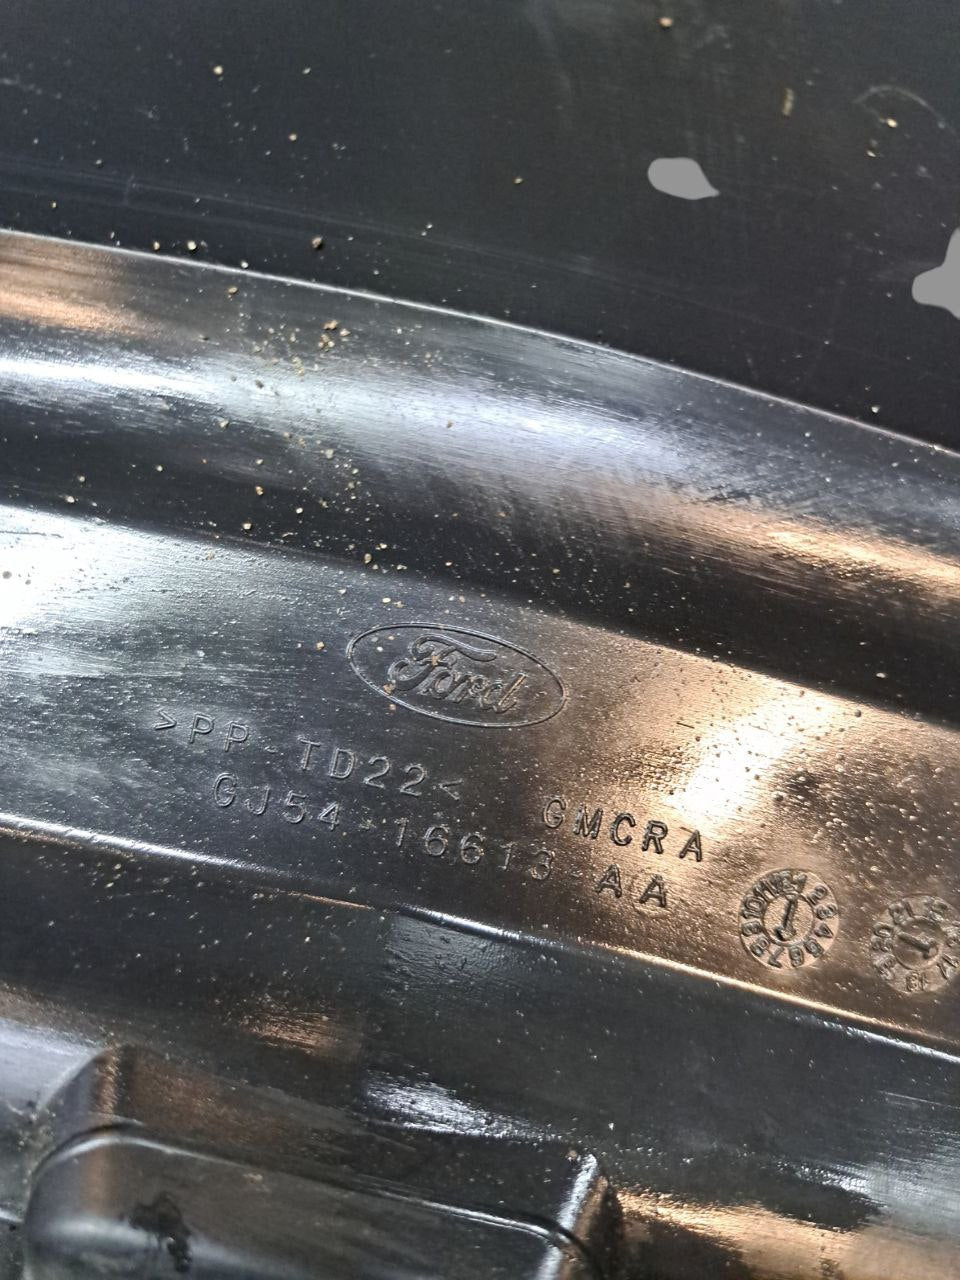 Ford
>PP-TD22<
GMCRA
GJ54-16613-AA